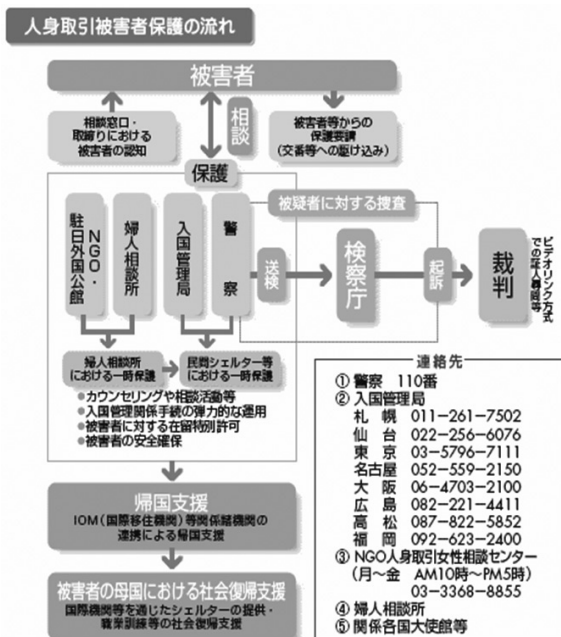 人身取引被害者保護の流れ
被害者
相談窓口・
取締りにおける
被害者の認知
相談
被害者等からの
保護要請
(交番等への駆け込み)
保護
NGO・
駐日外国公館
婦人相談所
入国管理局
警察
被疑者に対する捜査
送検
検察庁
起訴
裁判
ビデオリンク方式
での証人尋問等
婦人相談所
における一時保護
民間シェルター等
における一時保護
●カウンセリングや相談活動等
●入国管理関係手続の弾力的な運用
●被害者に対する在留特別許可
●被害者の安全確保
帰国支援
IOM(国際移住機関)等関係諸機関の
連携による帰国支援
被害者の母国における社会復帰支援
国際機関等を通じたシェルターの提供・
職業訓練等の社会復帰支援
連絡先
① 警察 110番
② 入国管理局
札幌 011-261-7502
仙台 022-256-6076
東京 03-5796-7111
名古屋 052-559-2150
大阪 06-4703-2100
広島 082-221-4411
高松 087-822-5852
福岡 092-623-2400
③ NGO人身取引女性相談センター
(月~金 AM10時~PM5時)
03-3368-8855
④ 婦人相談所
⑤ 関係各国大使館等